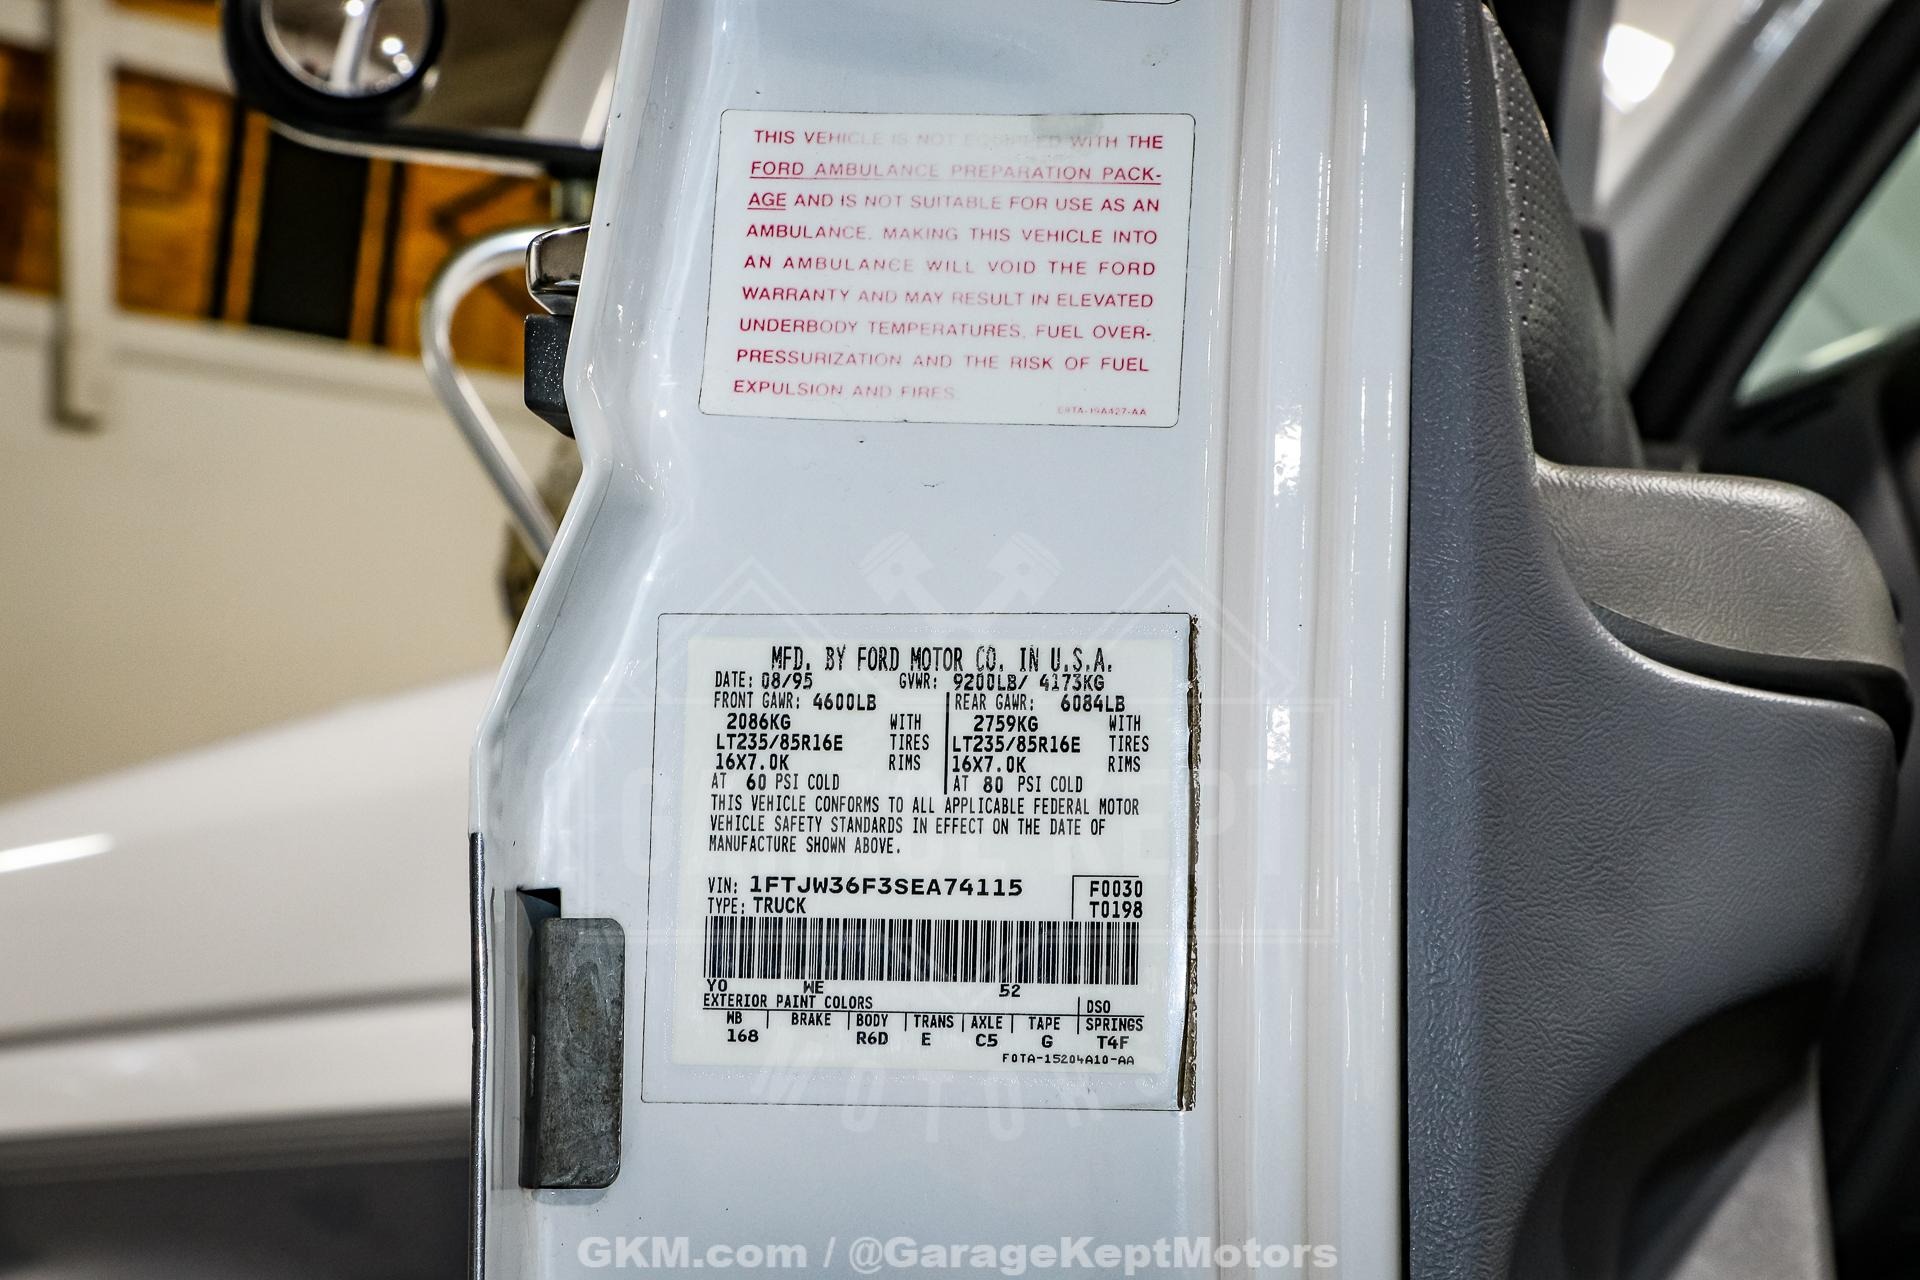 THIS VEHICLE IS NOT EQUIPPED WITH THE
FORD AMBULANCE PREPARATION PACK-
AGE AND IS NOT SUITABLE FOR USE AS AN
AMBULANCE. MAKING THIS VEHICLE INTO
AN AMBULANCE WILL VOID THE FORD
WARRANTY AND MAY RESULT IN ELEVATED
UNDERBODY TEMPERATURES, FUEL OVER-
PRESSURIZATION AND THE RISK OF FUEL
EXPULSION AND FIRES.
E9TA-19A427-AA
MFD. BY FORD MOTOR CO. IN U.S.A.
DATE: 08/95 GVWR: 9200LB/ 4173KG
FRONT GAWR: 4600LB REAR GAWR: 6084LB
2086KG WITH 2759KG WITH
LT235/85R16E TIRES LT235/85R16E TIRES
16X7.0K RIMS 16X7.0K RIMS
AT 60 PSI COLD AT 80 PSI COLD
THIS VEHICLE CONFORMS TO ALL APPLICABLE FEDERAL MOTOR
VEHICLE SAFETY STANDARDS IN EFFECT ON THE DATE OF
MANUFACTURE SHOWN ABOVE.
VIN: 1FTJW36F3SEA74115 F0030
TYPE: TRUCK T0198
YO WE 52
EXTERIOR PAINT COLORS DSO
WB BRAKE BODY TRANS AXLE TAPE SPRINGS
168 R6D E C5 G T4F
F0TA-15204A10-AA
GARAGE KEPT
MOTORS
GKM.com / @GarageKeptMotors